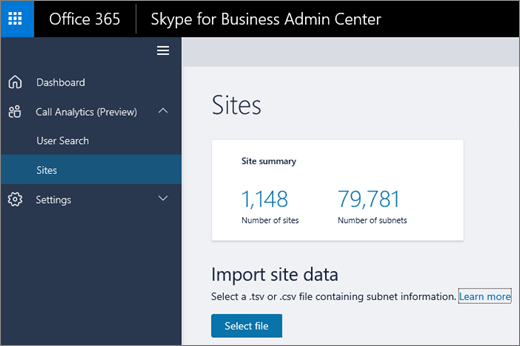 Office 365
Skype for Business Admin Center
Dashboard
Call Analytics (Preview)
User Search
Sites
Settings
Sites
Site summary
1,148
Number of sites
79,781
Number of subnets
Import site data
Select a .tsv or .csv file containing subnet information. Learn more
Select file